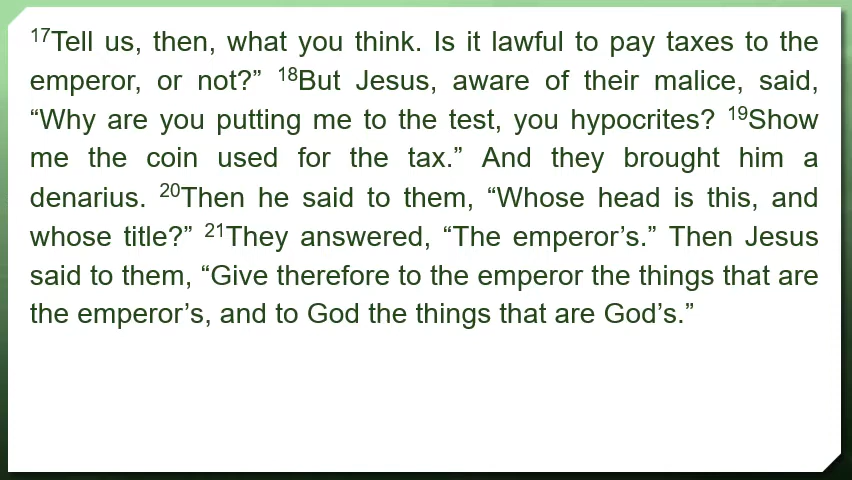 ¹⁷Tell us, then, what you think. Is it lawful to pay taxes to the
emperor, or not?” ¹⁸But Jesus, aware of their malice, said,
“Why are you putting me to the test, you hypocrites? ¹⁹Show
me the coin used for the tax.” And they brought him a
denarius. ²⁰Then he said to them, “Whose head is this, and
whose title?” ²¹They answered, “The emperor’s.” Then Jesus
said to them, “Give therefore to the emperor the things that are
the emperor’s, and to God the things that are God’s.”